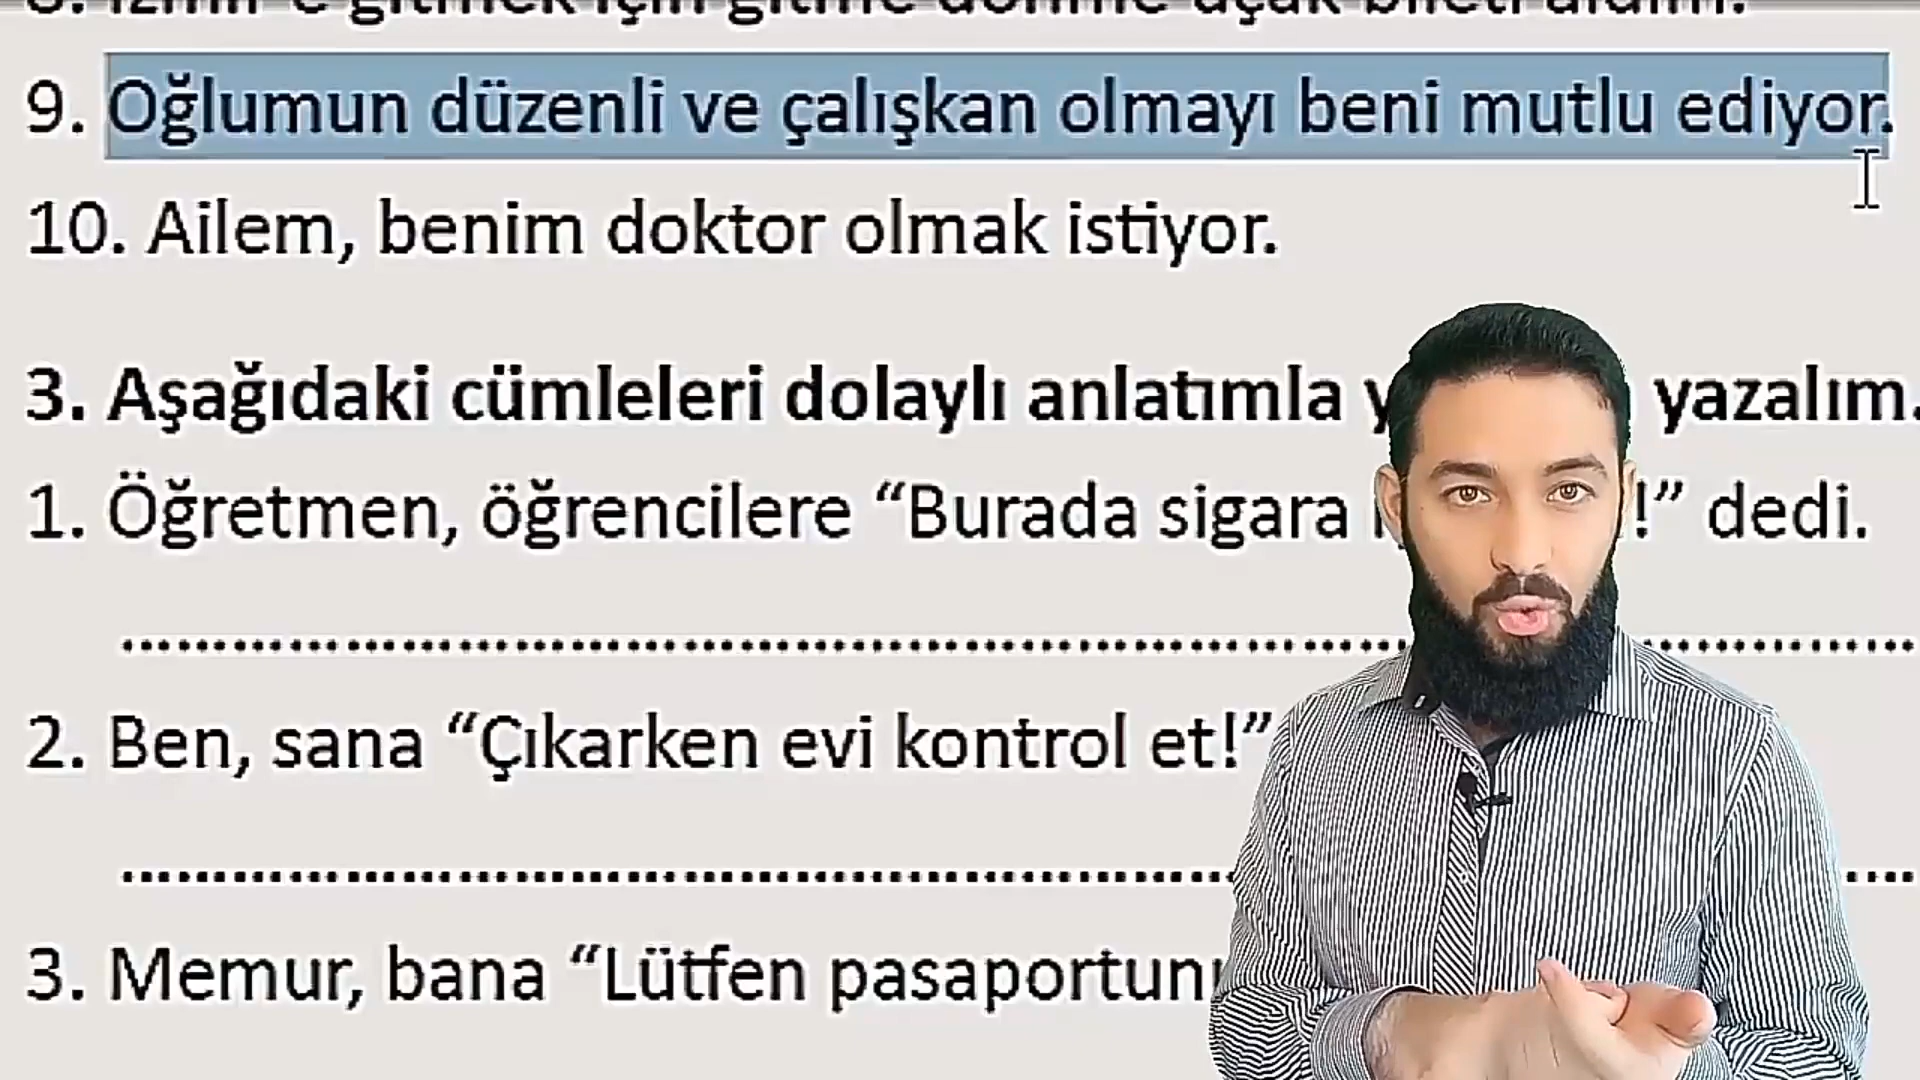 9. Oğlumun düzenli ve çalışkan olmayı beni mutlu ediyor.
10. Ailem, benim doktor olmak istiyor.
3. Aşağıdaki cümleleri dolaylı anlatımla yazalım.
1. Öğretmen, öğrencilere “Burada sigara !” dedi.
2. Ben, sana “Çıkarken evi kontrol et!”
3. Memur, bana “Lütfen